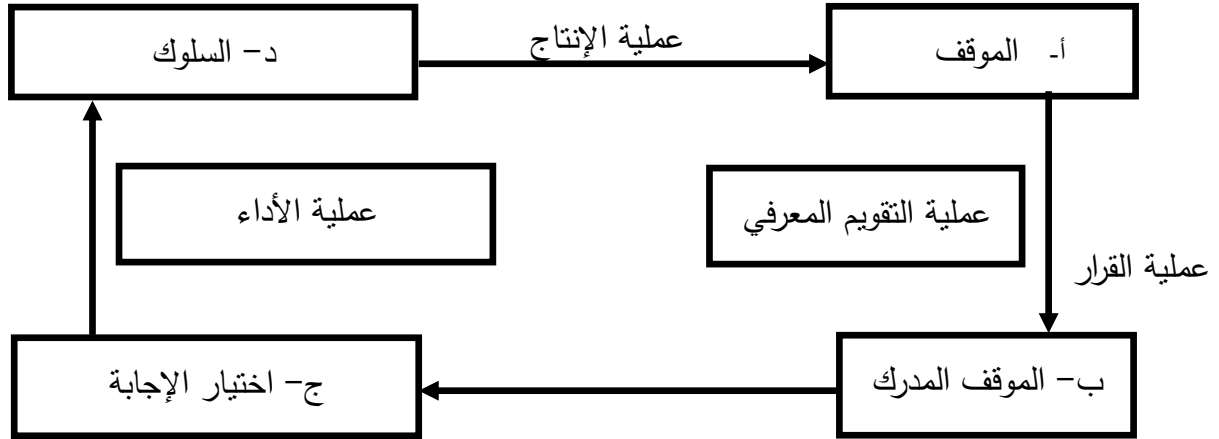 أ- الموقف
عملية الإنتاج
د- السلوك
عملية التقويم المعرفي
عملية الأداء
عملية القرار
ب- الموقف المدرك
ج- اختيار الإجابة